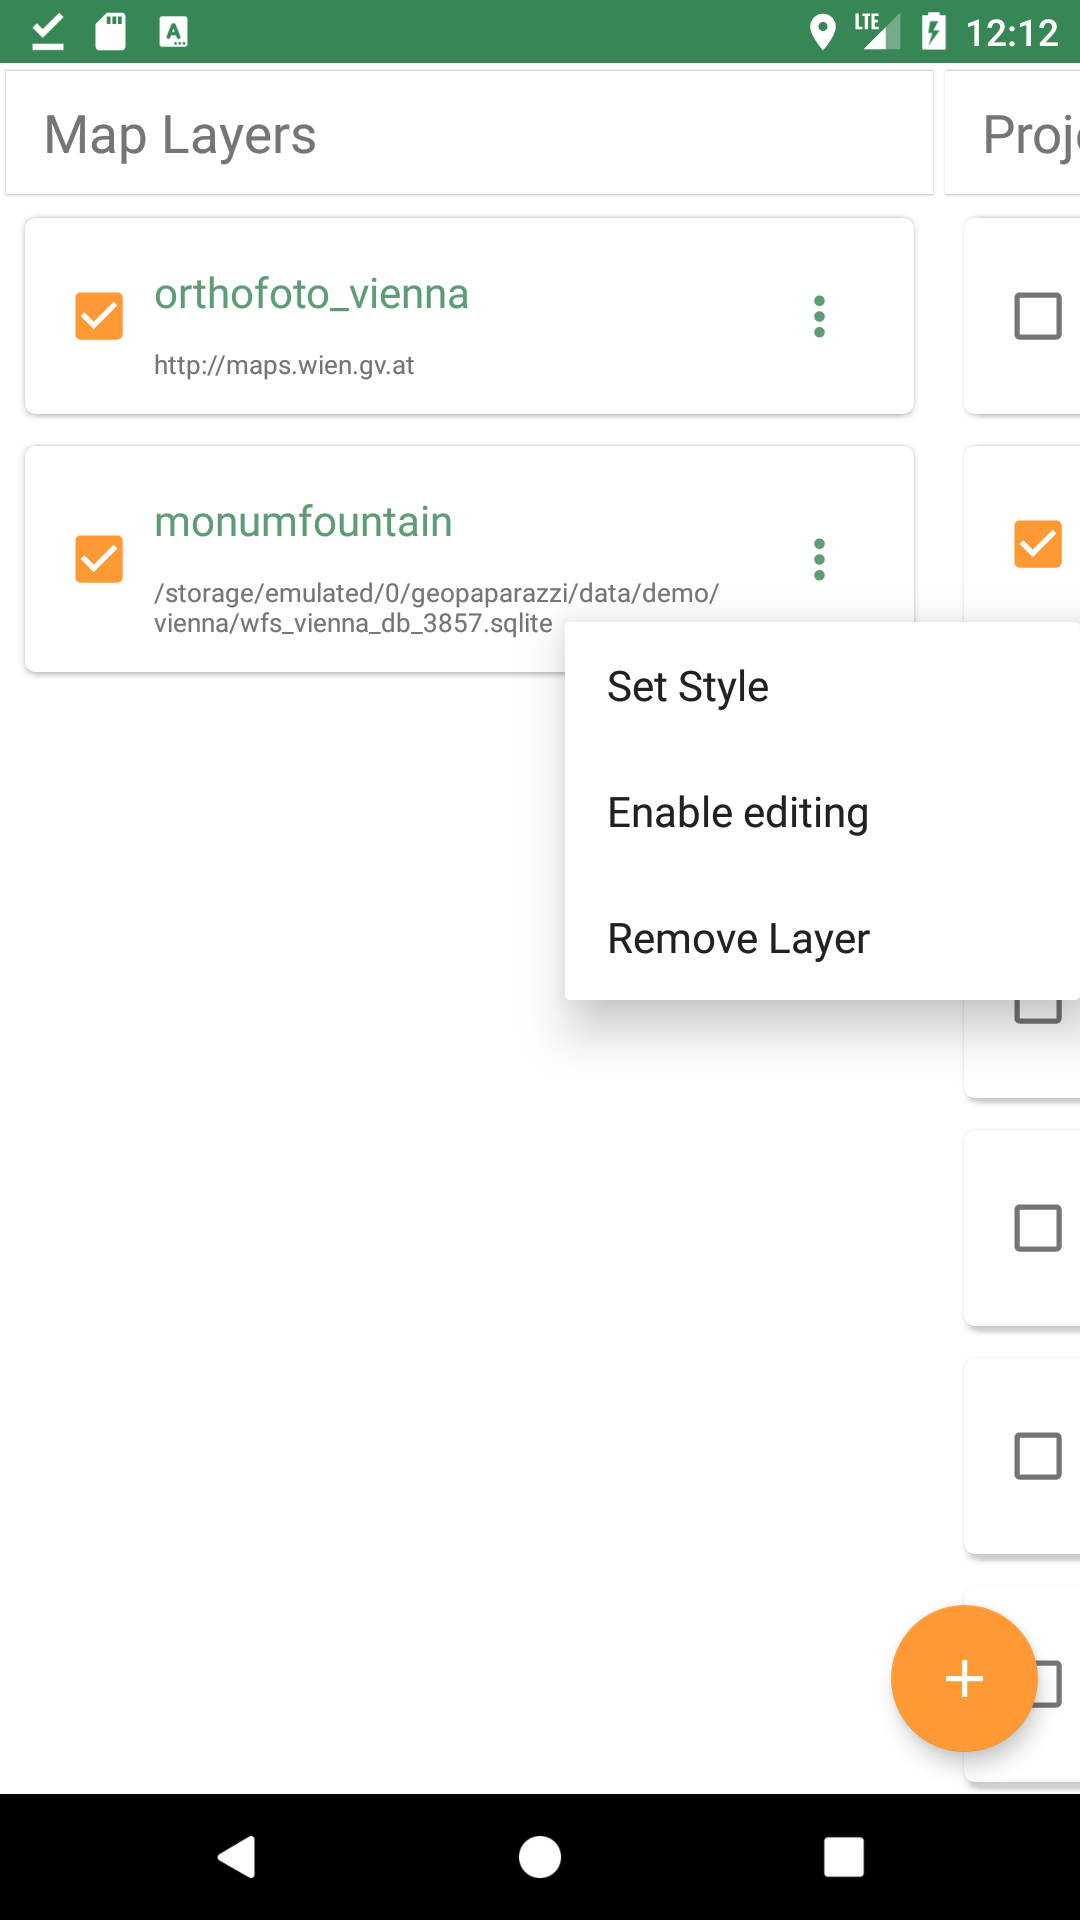 LTE 12:12
Map Layers
orthofoto_vienna
http://maps.wien.gv.at
monumfountain
/storage/emulated/0/geopaparazzi/data/demo/
vienna/wfs_vienna_db_3857.sqlite
Set Style
Enable editing
Remove Layer
Proj
A